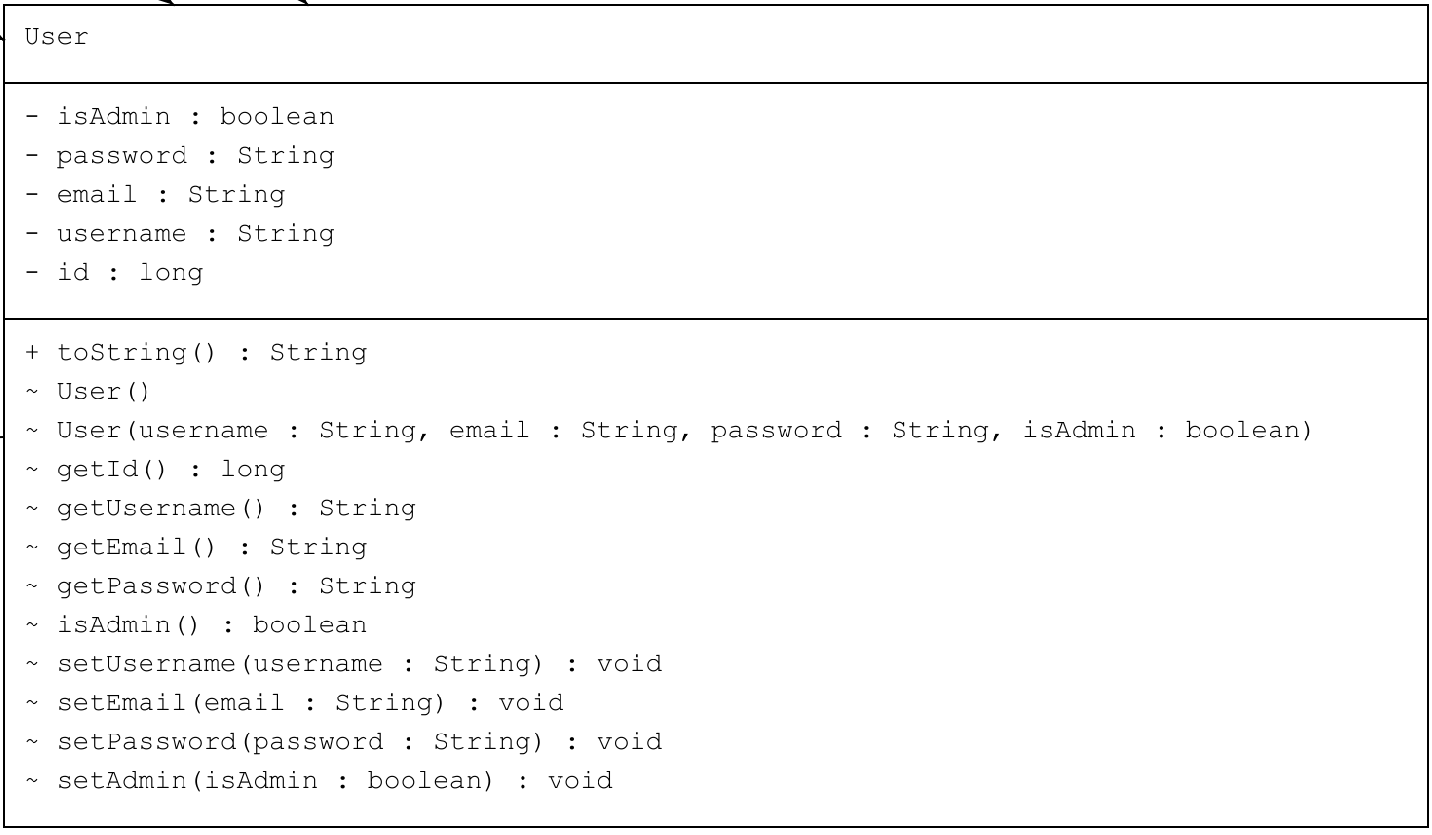 User
- isAdmin : boolean
- password : String
- email : String
- username : String
- id : long
+ toString() : String
~ User()
~ User(username : String, email : String, password : String, isAdmin : boolean)
~ getId() : long
~ getUsername() : String
~ getEmail() : String
~ getPassword() : String
~ isAdmin() : boolean
~ setUsername(username : String) : void
~ setEmail(email : String) : void
~ setPassword(password : String) : void
~ setAdmin(isAdmin : boolean) : void